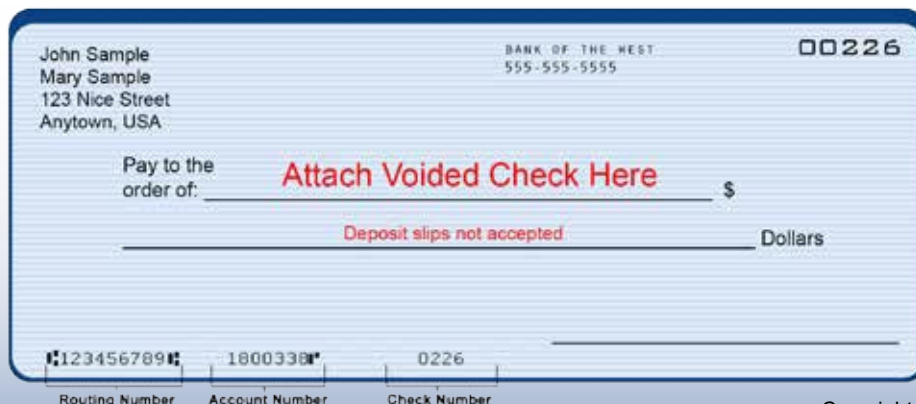 John Sample
Mary Sample
123 Nice Street
Anytown, USA
BANK OF THE WEST
555-555-5555
00226
Pay to the
order of:
Attach Voided Check Here
$
Deposit slips not accepted
Dollars
⑆123456789⑆ 1800338⑈ 0226
Routing Number Account Number Check Number
Copyright